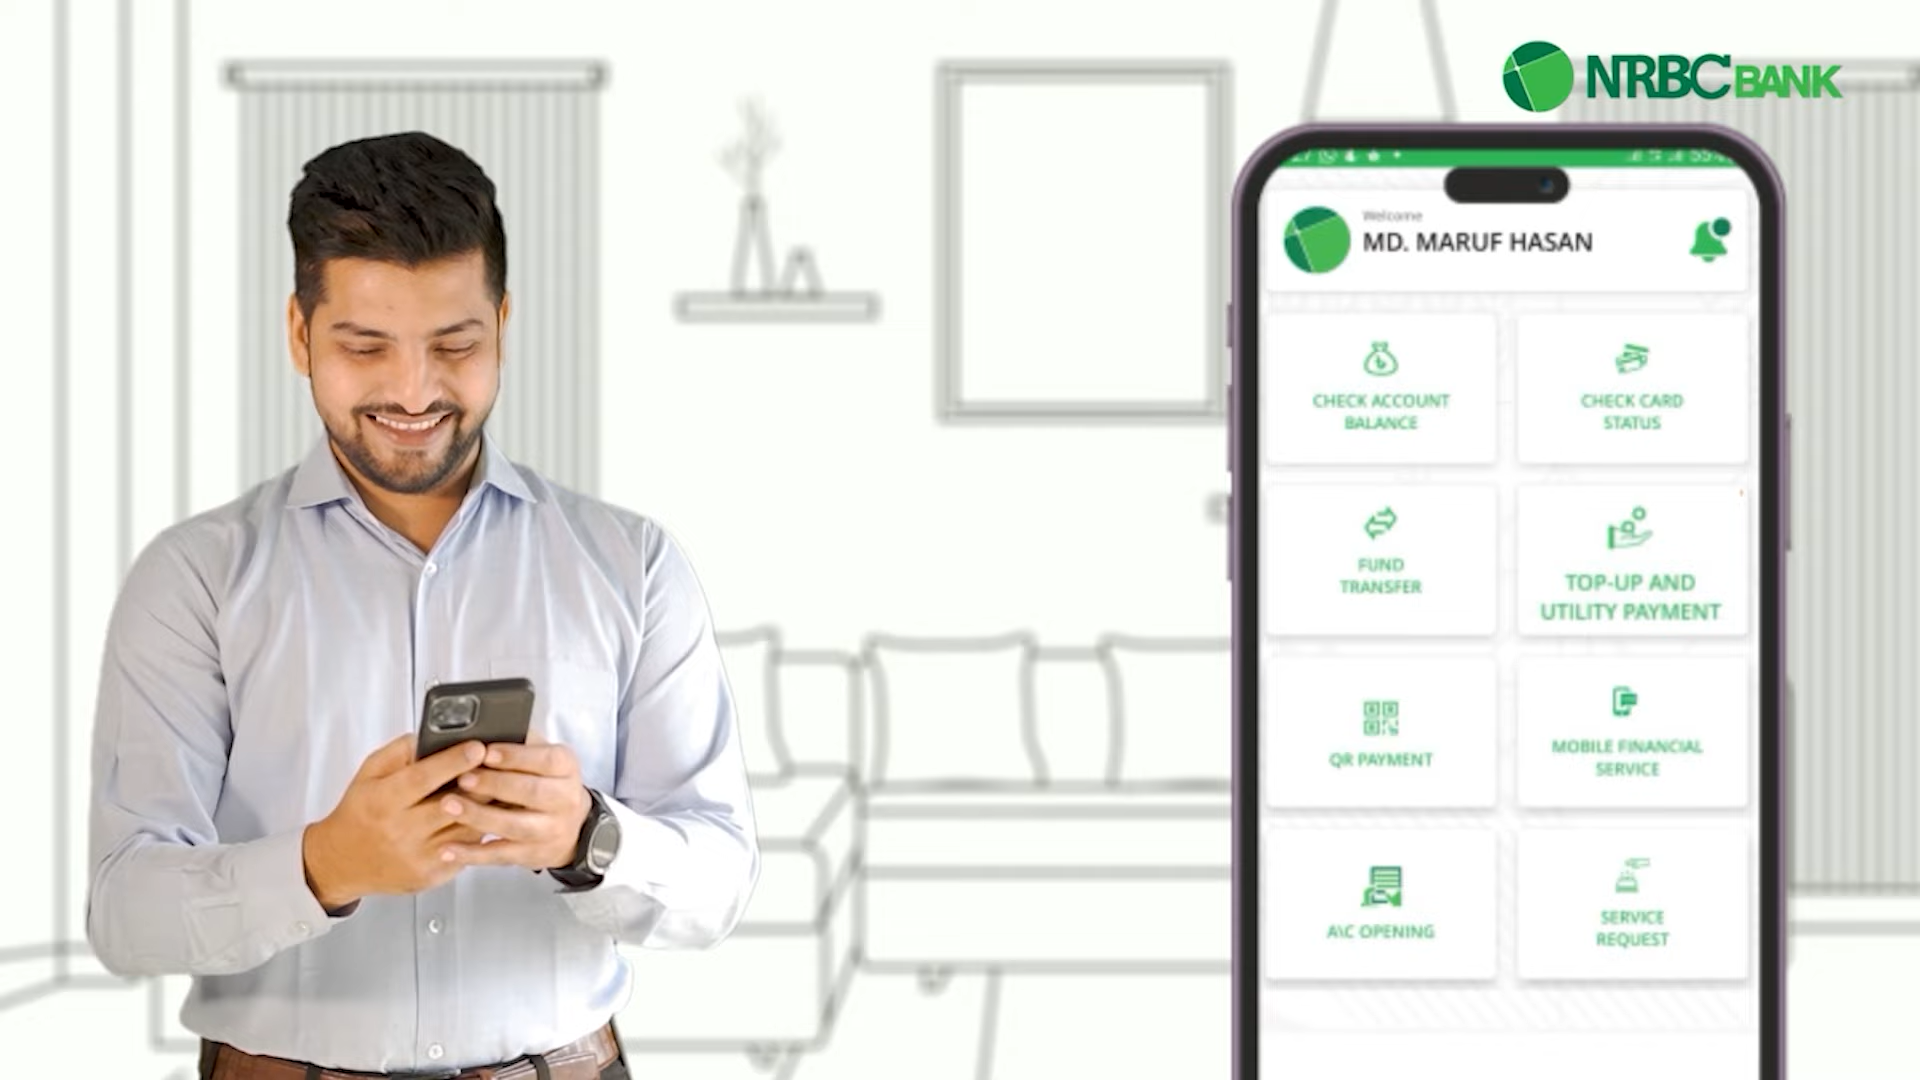 NRBC BANK
Welcome
MD. MARUF HASAN
CHECK ACCOUNT
BALANCE
CHECK CARD
STATUS
FUND
TRANSFER
TOP-UP AND
UTILITY PAYMENT
QR PAYMENT
MOBILE FINANCIAL
SERVICE
A\C OPENING
SERVICE
REQUEST